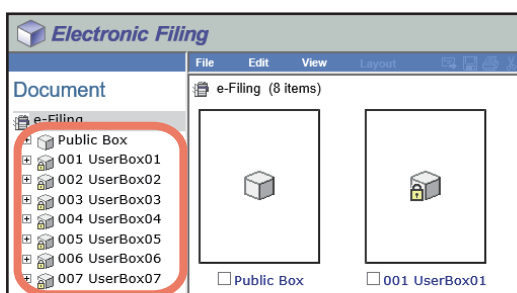 Electronic Filing
File Edit View Layout
Document
e-Filing (8 items)
e-Filing
Public Box
001 UserBox01
002 UserBox02
003 UserBox03
004 UserBox04
005 UserBox05
006 UserBox06
007 UserBox07
Public Box
001 UserBox01